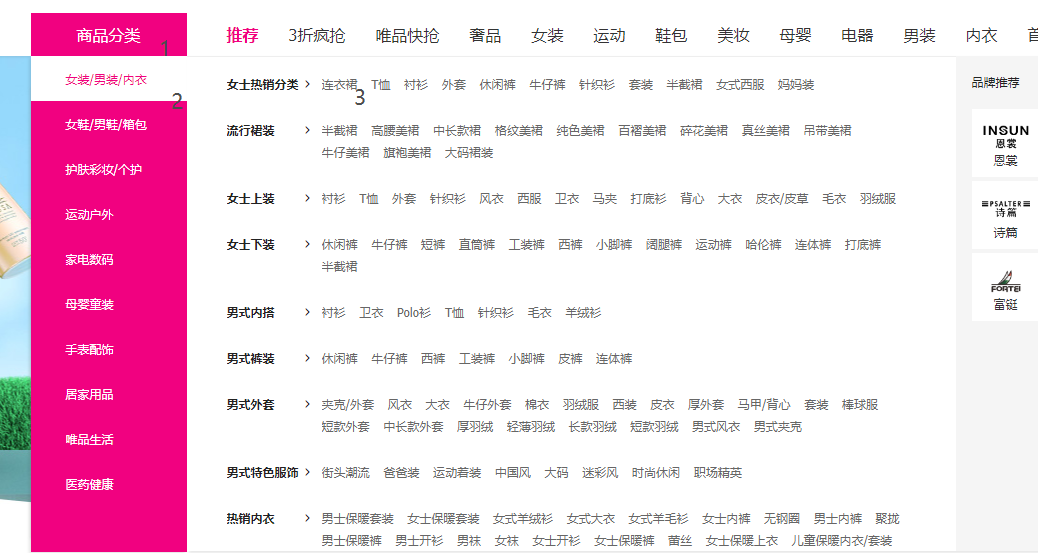 商品分类 1 推荐 3折疯抢 唯品快抢 奢品 女装 运动 鞋包 美妆 母婴 电器 男装 内衣
女装/男装/内衣
2
女鞋/男鞋/箱包
护肤彩妆/个护
运动户外
家电数码
母婴童装
手表配饰
居家用品
唯品生活
医药健康
女士热销分类 > 连衣裙 T恤 衬衫 外套 休闲裤 牛仔裤 针织衫 套装 半截裙 女式西服 妈妈装
3
流行裙装 > 半截裙 高腰美裙 中长款裙 格纹美裙 纯色美裙 百褶美裙 碎花美裙 真丝美裙 吊带美裙
牛仔美裙 旗袍美裙 大码裙装
女士上装 > 衬衫 T恤 外套 针织衫 风衣 西服 卫衣 马夹 打底衫 背心 大衣 皮衣/皮草 毛衣 羽绒服
女士下装 > 休闲裤 牛仔裤 短裤 直筒裤 工装裤 西裤 小脚裤 阔腿裤 运动裤 哈伦裤 连体裤 打底裤
半截裙
男式内搭 > 衬衫 卫衣 Polo衫 T恤 针织衫 毛衣 羊绒衫
男式裤装 > 休闲裤 牛仔裤 西裤 工装裤 小脚裤 皮裤 连体裤
男式外套 > 夹克/外套 风衣 大衣 牛仔外套 棉衣 羽绒服 西装 皮衣 厚外套 马甲/背心 套装 棒球服
短款外套 中长款外套 厚羽绒 轻薄羽绒 长款羽绒 短款羽绒 男式风衣 男式夹克
男式特色服饰 > 街头潮流 爸爸装 运动着装 中国风 大码 迷彩风 时尚休闲 职场精英
热销内衣 > 男士保暖套装 女士保暖套装 女式羊绒衫 女式大衣 女式羊毛衫 女士内裤 无钢圈 男士内裤 聚拢
男士保暖裤 男士开衫 男袜 女袜 女士开衫 女士保暖裤 蕾丝 女士保暖上衣 儿童保暖内衣/套装
品牌推荐
INSUN
恩裳
恩裳
PSALTER
诗篇
诗篇
FORTEI
富铤